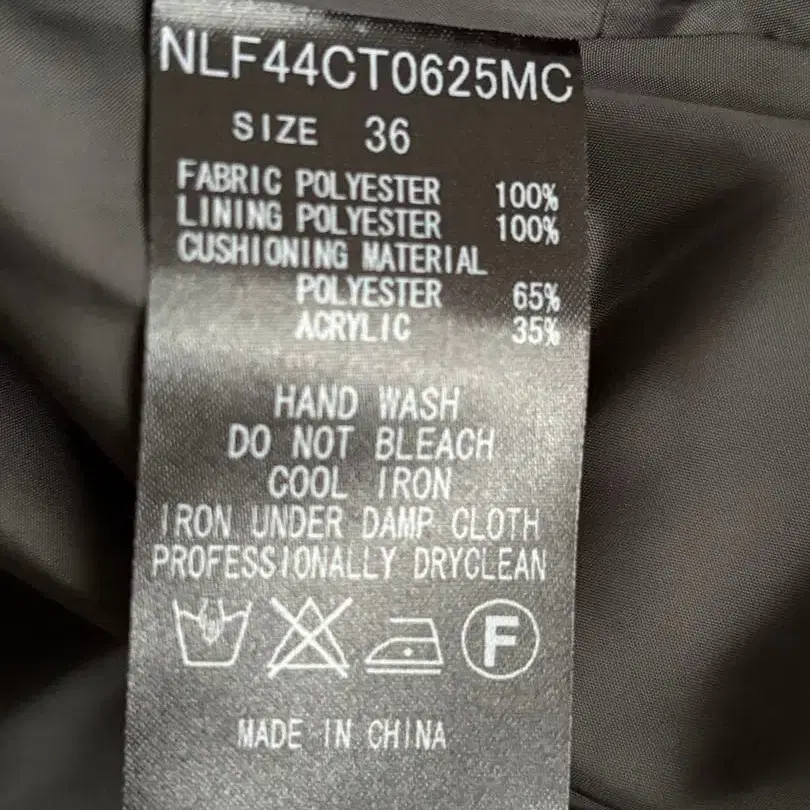 NLF44CT0625MC
SIZE 36
FABRIC POLYESTER 100%
LINING POLYESTER 100%
CUSHIONING MATERIAL
POLYESTER 65%
ACRYLIC 35%
HAND WASH
DO NOT BLEACH
COOL IRON
IRON UNDER DAMP CLOTH
PROFESSIONALLY DRYCLEAN
F
MADE IN CHINA